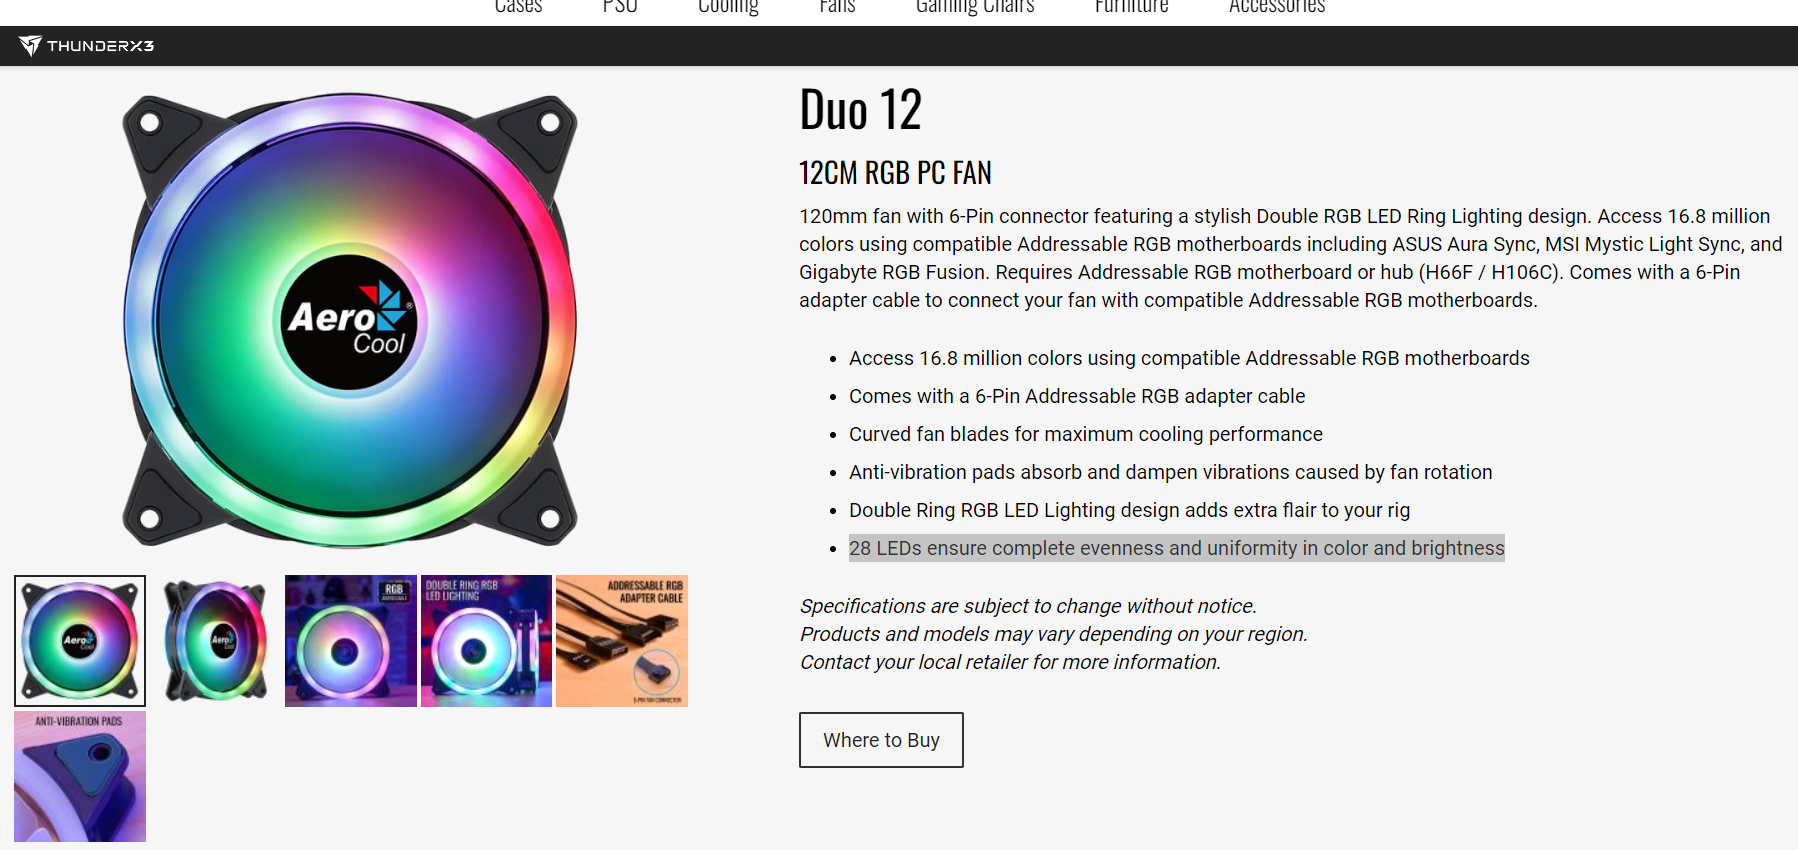 Cases PSU Cooling Fans Gaming Chairs Furniture Accessories
THUNDERX3
Aero
®
Cool
Duo 12
12CM RGB PC FAN
120mm fan with 6-Pin connector featuring a stylish Double RGB LED Ring Lighting design. Access 16.8 million
colors using compatible Addressable RGB motherboards including ASUS Aura Sync, MSI Mystic Light Sync, and
Gigabyte RGB Fusion. Requires Addressable RGB motherboard or hub (H66F / H106C). Comes with a 6-Pin
adapter cable to connect your fan with compatible Addressable RGB motherboards.
• Access 16.8 million colors using compatible Addressable RGB motherboards
• Comes with a 6-Pin Addressable RGB adapter cable
• Curved fan blades for maximum cooling performance
• Anti-vibration pads absorb and dampen vibrations caused by fan rotation
• Double Ring RGB LED Lighting design adds extra flair to your rig
• 28 LEDs ensure complete evenness and uniformity in color and brightness
Specifications are subject to change without notice.
Products and models may vary depending on your region.
Contact your local retailer for more information.
Where to Buy
Aero
Cool
Aero
Cool
RGB
DOUBLE RING RGB
LED LIGHTING
ADDRESSABLE RGB
ADAPTER CABLE
6-PIN FAN CONNECTOR
ANTI-VIBRATION PADS